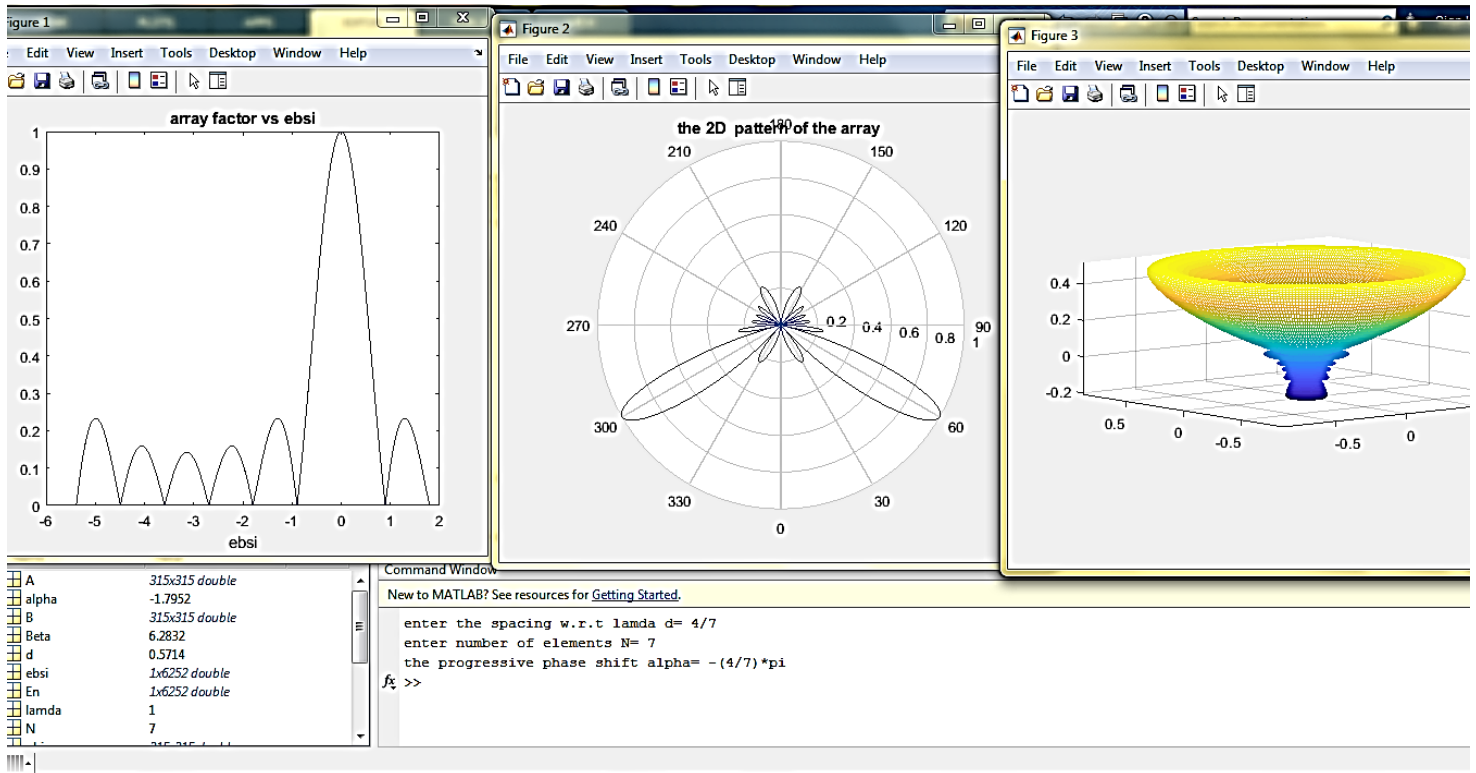 igure 1
Edit View Insert Tools Desktop Window Help
array factor vs ebsi
1
0.9
0.8
0.7
0.6
0.5
0.4
0.3
0.2
0.1
0
-6 -5 -4 -3 -2 -1 0 1 2
ebsi
Figure 2
File Edit View Insert Tools Desktop Window Help
the 2D pattern of the array
180
210 150
240 120
270 0.2 0.4 0.6 0.8 1 90
300 60
330 30
0
Figure 3
File Edit View Insert Tools Desktop Window Help
0.4
0.2
0
-0.2
0.5 0 -0.5 -0.5 0
A 315x315 double
alpha -1.7952
B 315x315 double
Beta 6.2832
d 0.5714
ebsi 1x6252 double
En 1x6252 double
lamda 1
N 7
Command Window
New to MATLAB? See resources for Getting Started.
enter the spacing w.r.t lamda d= 4/7
enter number of elements N= 7
the progressive phase shift alpha= -(4/7)*pi
fx >>